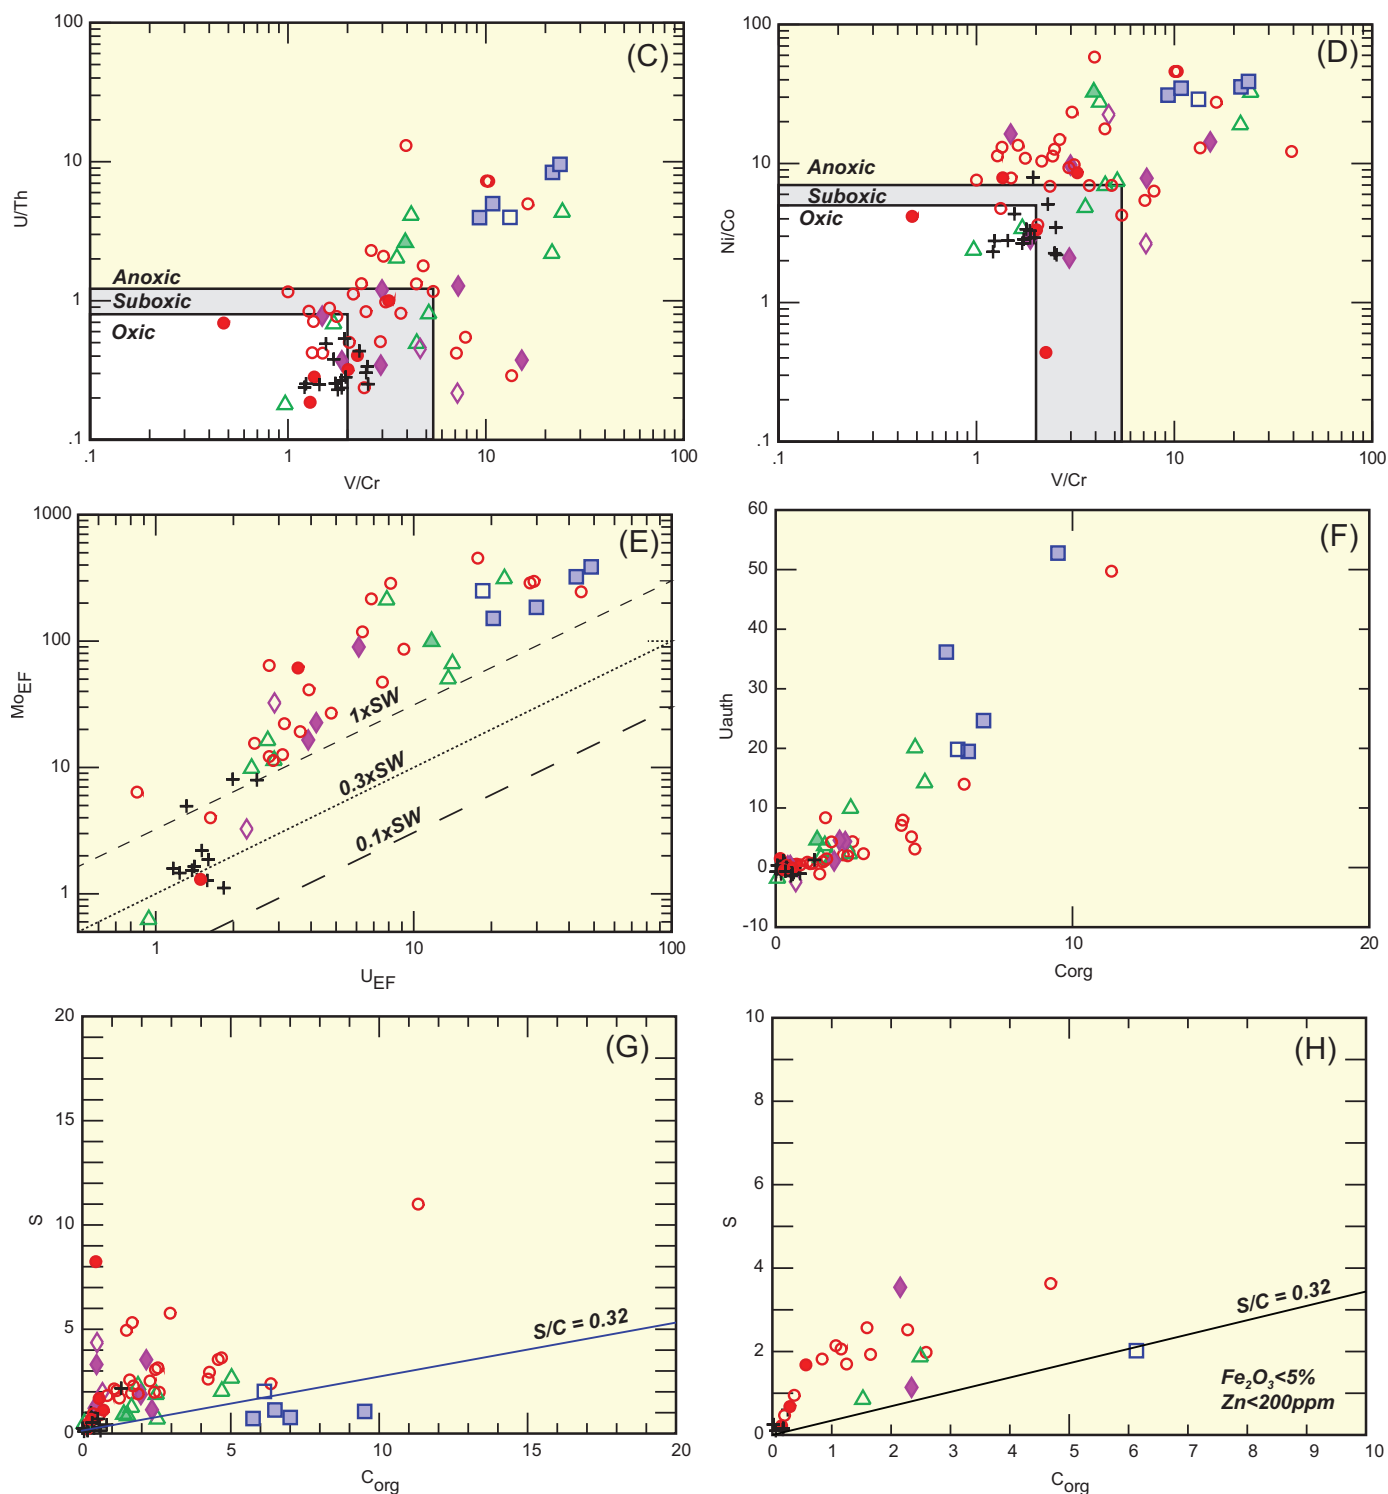 (C)
100
10
1
.1
U/Th
Anoxic
Suboxic
Oxic
.1
1
10
100
V/Cr
(D)
100
10
1
.1
Ni/Co
Anoxic
Suboxic
Oxic
.1
1
10
100
V/Cr
(E)
1000
100
10
1
MoEF
1xSW
0.3xSW
0.1xSW
1
10
100
UEF
(F)
60
50
40
30
20
10
0
-10
Uauth
0
10
20
Corg
(G)
20
15
10
5
0
S
S/C = 0.32
0
5
10
15
20
Corg
(H)
10
8
6
4
2
0
S
S/C = 0.32
Fe2O3<5%
Zn<200ppm
0
1
2
3
4
5
6
7
8
9
10
Corg